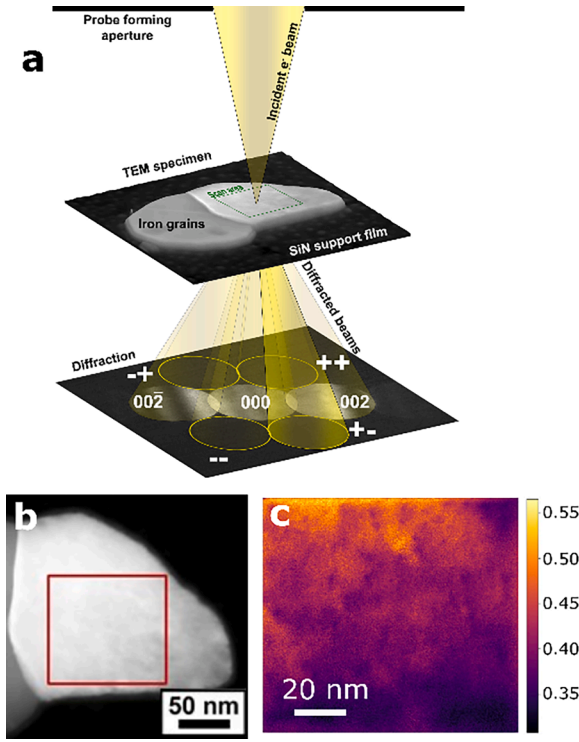 Probe forming
aperture
a
Incident e⁻ beam
TEM specimen
Scan area
Iron grains
SiN support film
Diffracted beams
Diffraction
-+
++
002̄
000
002
--
+-
b
50 nm
c
20 nm
0.55
0.50
0.45
0.40
0.35